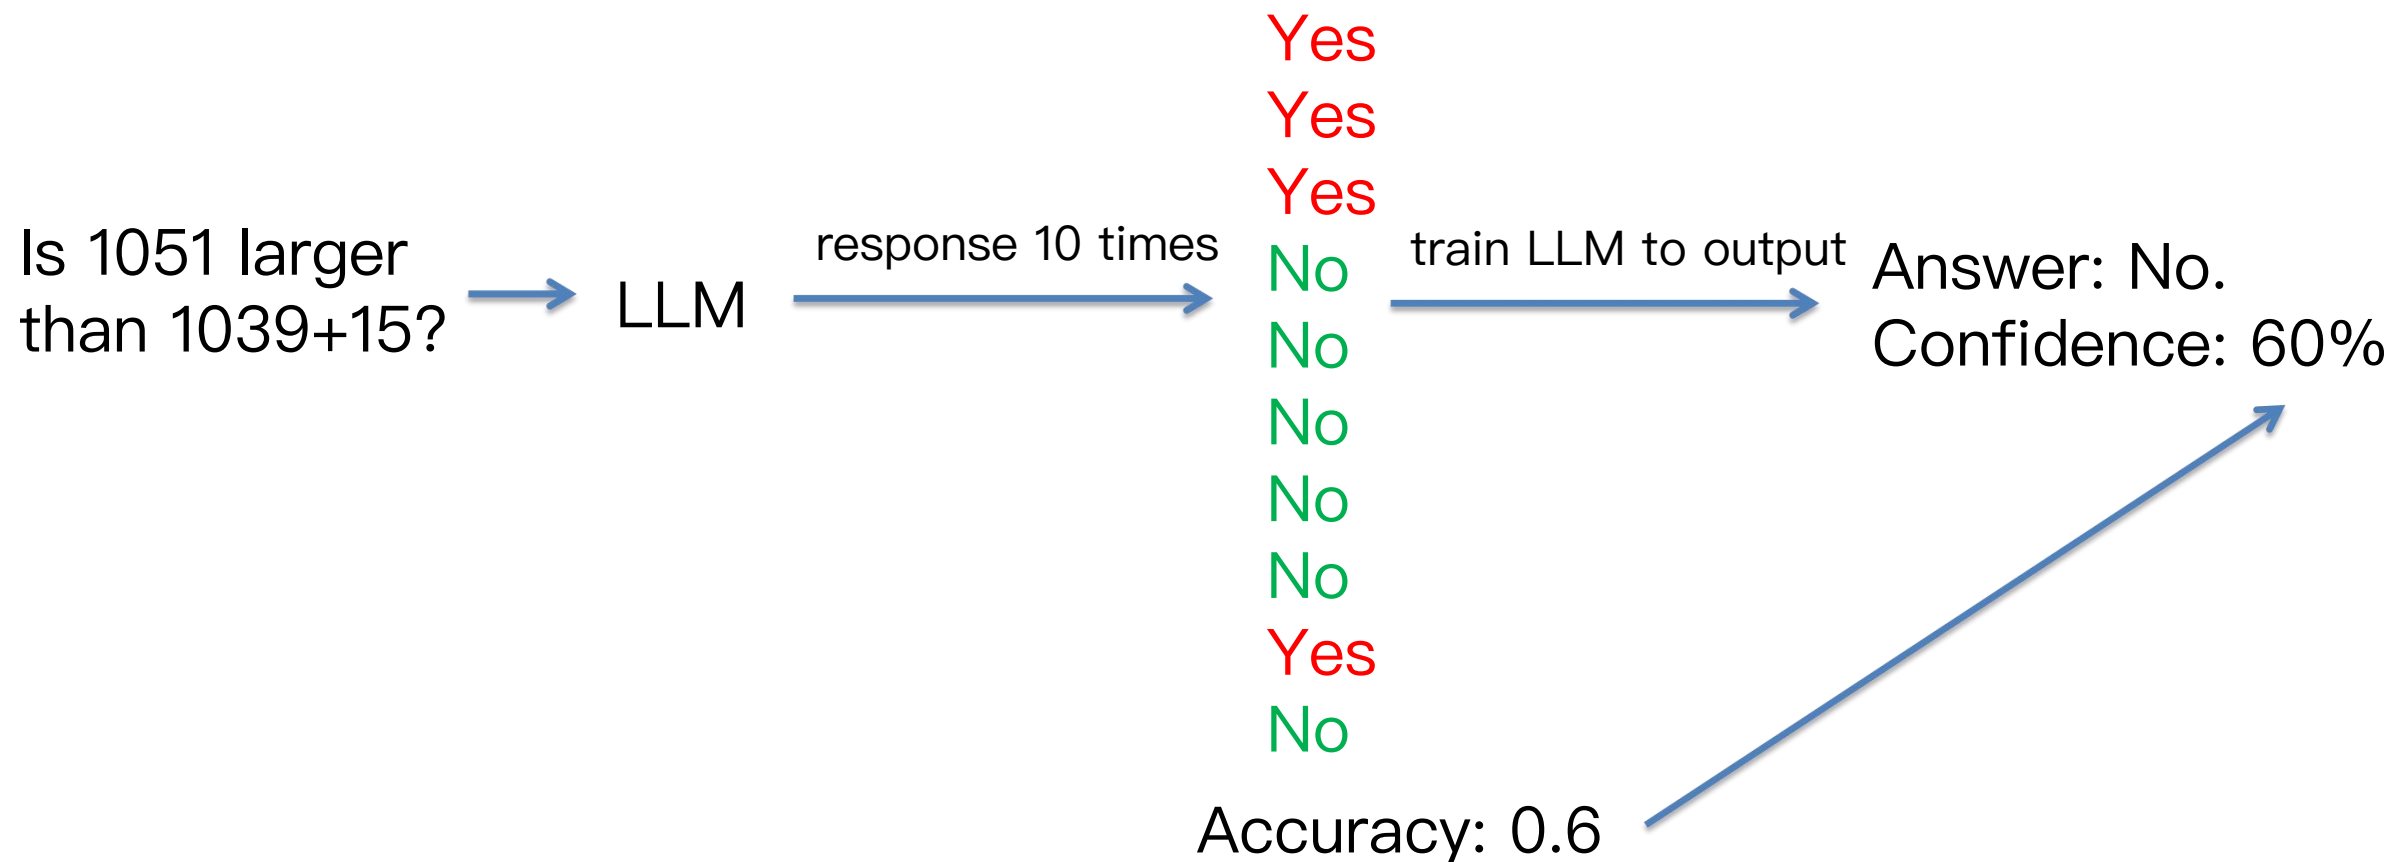 Is 1051 larger
than 1039+15?
LLM
response 10 times
Yes
Yes
Yes
No
No
No
No
No
Yes
No
Accuracy: 0.6
train LLM to output
Answer: No.
Confidence: 60%